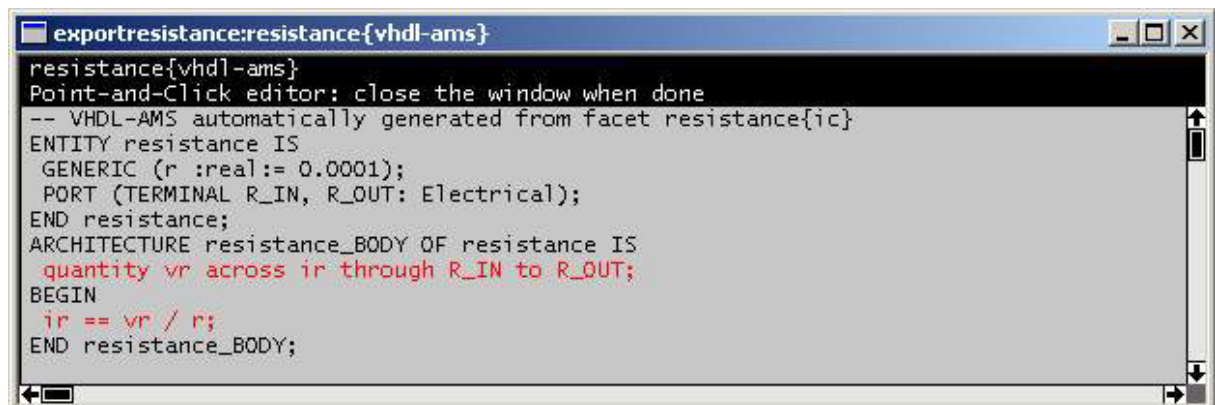 exportresistance:resistance{vhdl-ams}
resistance{vhdl-ams}
Point-and-Click editor: close the window when done
-- VHDL-AMS automatically generated from facet resistance{ic}
ENTITY resistance IS
GENERIC (r :real:= 0.0001);
PORT (TERMINAL R_IN, R_OUT: Electrical);
END resistance;
ARCHITECTURE resistance_BODY OF resistance IS
quantity vr across ir through R_IN to R_OUT;
BEGIN
ir == vr / r;
END resistance_BODY;